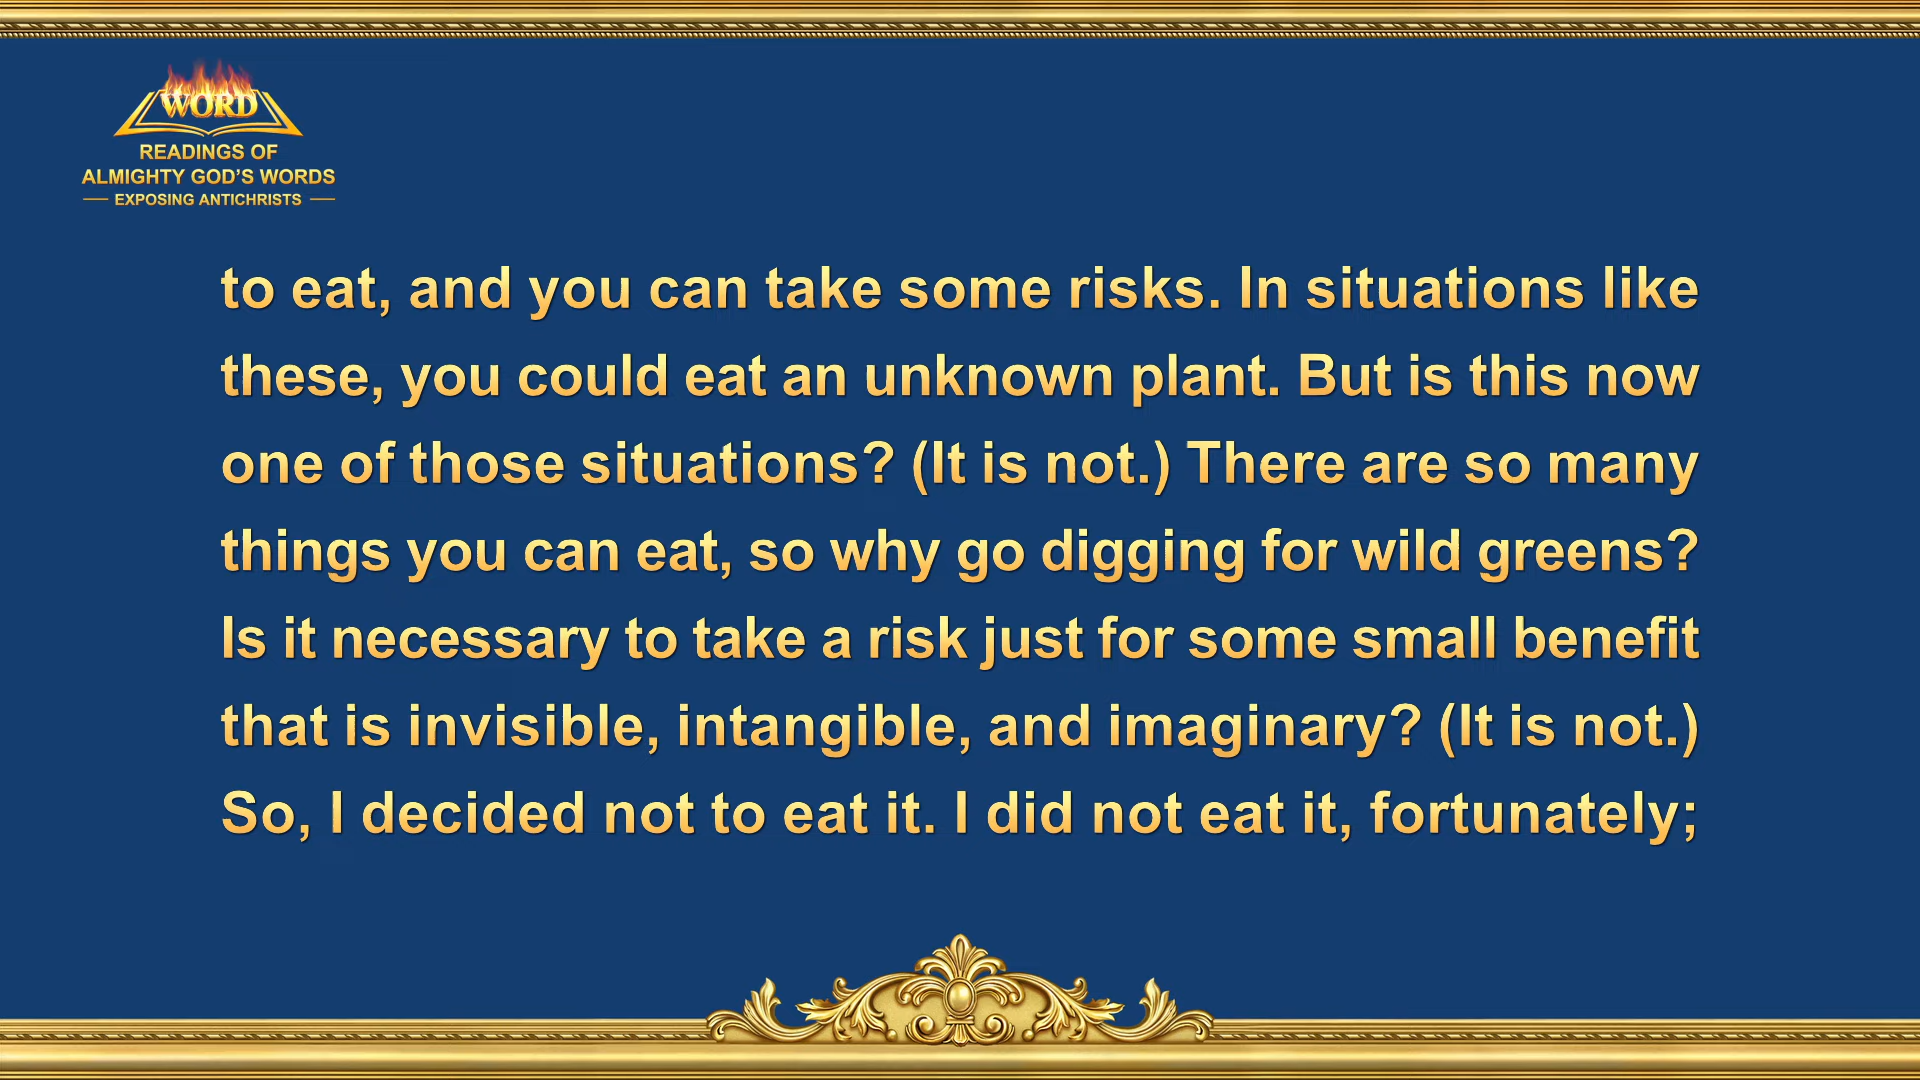 WORD
READINGS OF
ALMIGHTY GOD'S WORDS
EXPOSING ANTICHRISTS
to eat, and you can take some risks. In situations like
these, you could eat an unknown plant. But is this now
one of those situations? (It is not.) There are so many
things you can eat, so why go digging for wild greens?
Is it necessary to take a risk just for some small benefit
that is invisible, intangible, and imaginary? (It is not.)
So, I decided not to eat it. I did not eat it, fortunately;